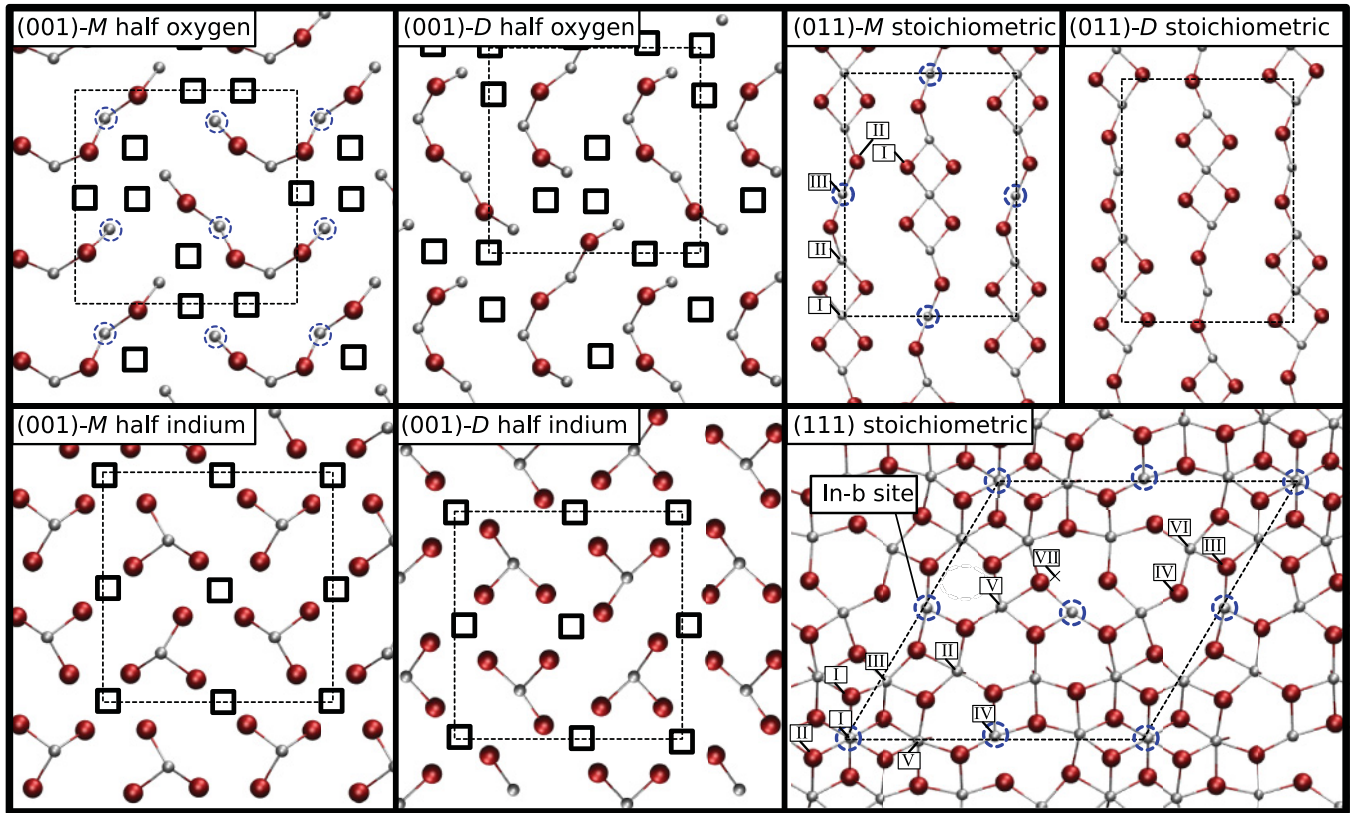 (001)-M half oxygen
(001)-D half oxygen
(011)-M stoichiometric
(011)-D stoichiometric
II
I
III
II
I
(001)-M half indium
(001)-D half indium
(111) stoichiometric
In-b site
VI
VII
III
IV
V
II
III
I
I
IV
II
V